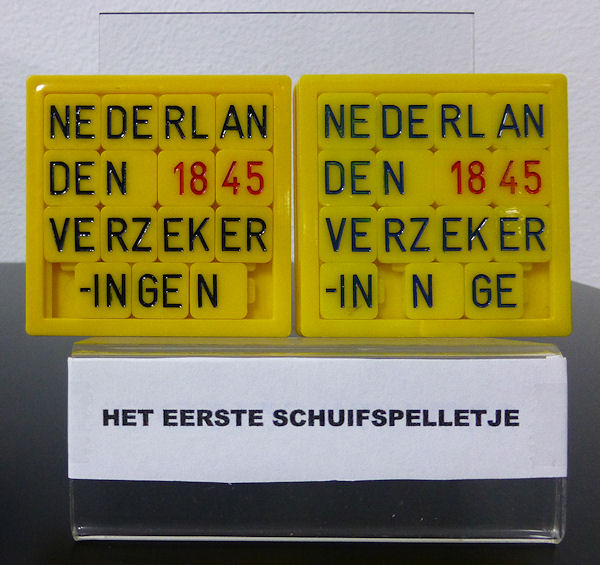 NEDERLAN
DEN 1845
VERZEKER
-INGEN
NEDERLAN
DEN 1845
VERZEKER
-IN N GE
HET EERSTE SCHUIFSPELLETJE